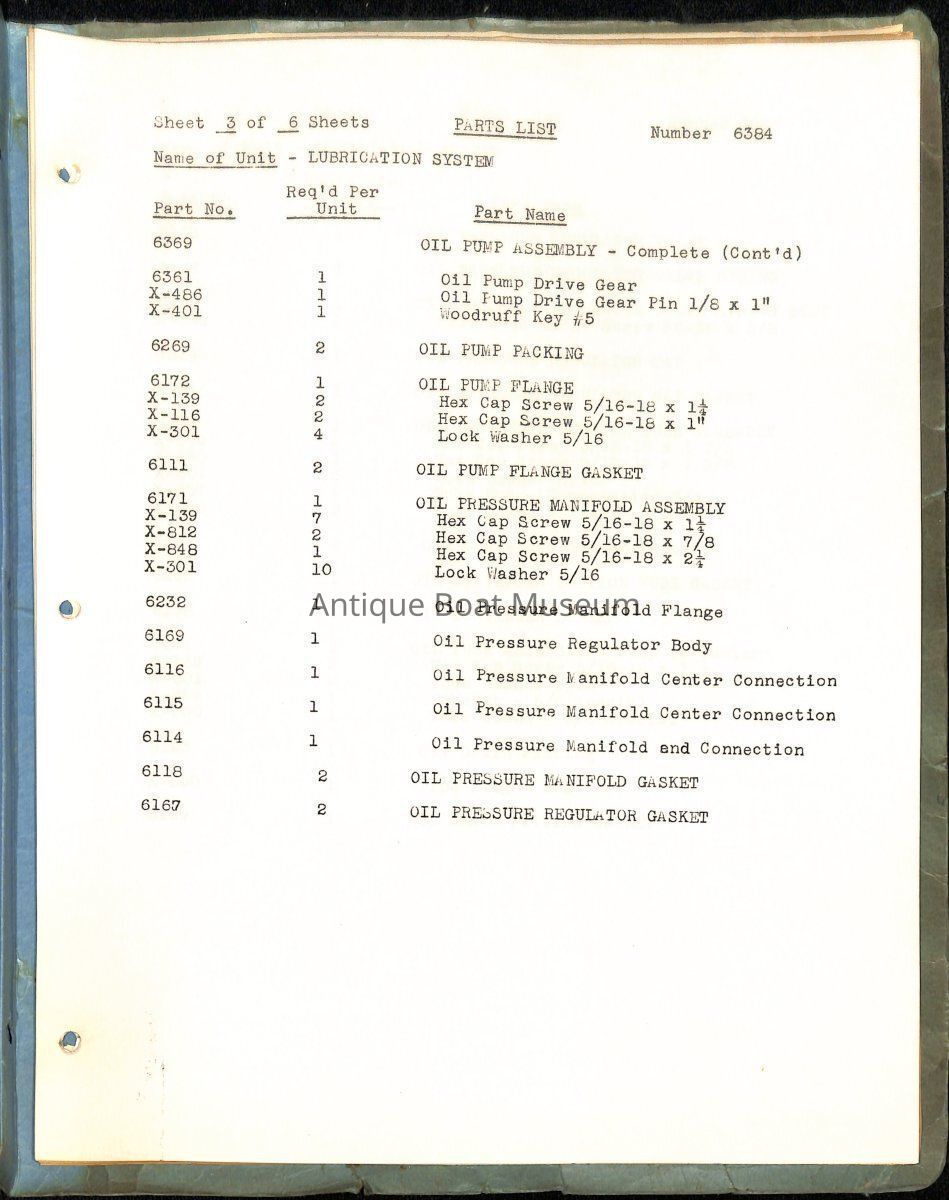 Sheet 3 of 6 Sheets PARTS LIST Number 6384
Name of Unit - LUBRICATION SYSTEM
Part No. Req'd Per Unit Part Name
6369 OIL PUMP ASSEMBLY - Complete (Cont'd)
6361 1 Oil Pump Drive Gear
X-486 1 Oil Pump Drive Gear Pin 1/8 x 1"
X-401 1 Woodruff Key #5
6269 2 OIL PUMP PACKING
6172 1 OIL PUMP FLANGE
X-139 2 Hex Cap Screw 5/16-18 x 1¼
X-116 2 Hex Cap Screw 5/16-18 x 1"
X-301 4 Lock Washer 5/16
6111 2 OIL PUMP FLANGE GASKET
6171 1 OIL PRESSURE MANIFOLD ASSEMBLY
X-139 7 Hex Cap Screw 5/16-18 x 1¼
X-812 2 Hex Cap Screw 5/16-18 x 7/8
X-848 1 Hex Cap Screw 5/16-18 x 2¼
X-301 10 Lock Washer 5/16
6232 1 Oil Pressure Manifold Flange
Antique Boat Museum
6169 1 Oil Pressure Regulator Body
6116 1 Oil Pressure Manifold Center Connection
6115 1 Oil Pressure Manifold Center Connection
6114 1 Oil Pressure Manifold and Connection
6118 2 OIL PRESSURE MANIFOLD GASKET
6167 2 OIL PRESSURE REGULATOR GASKET